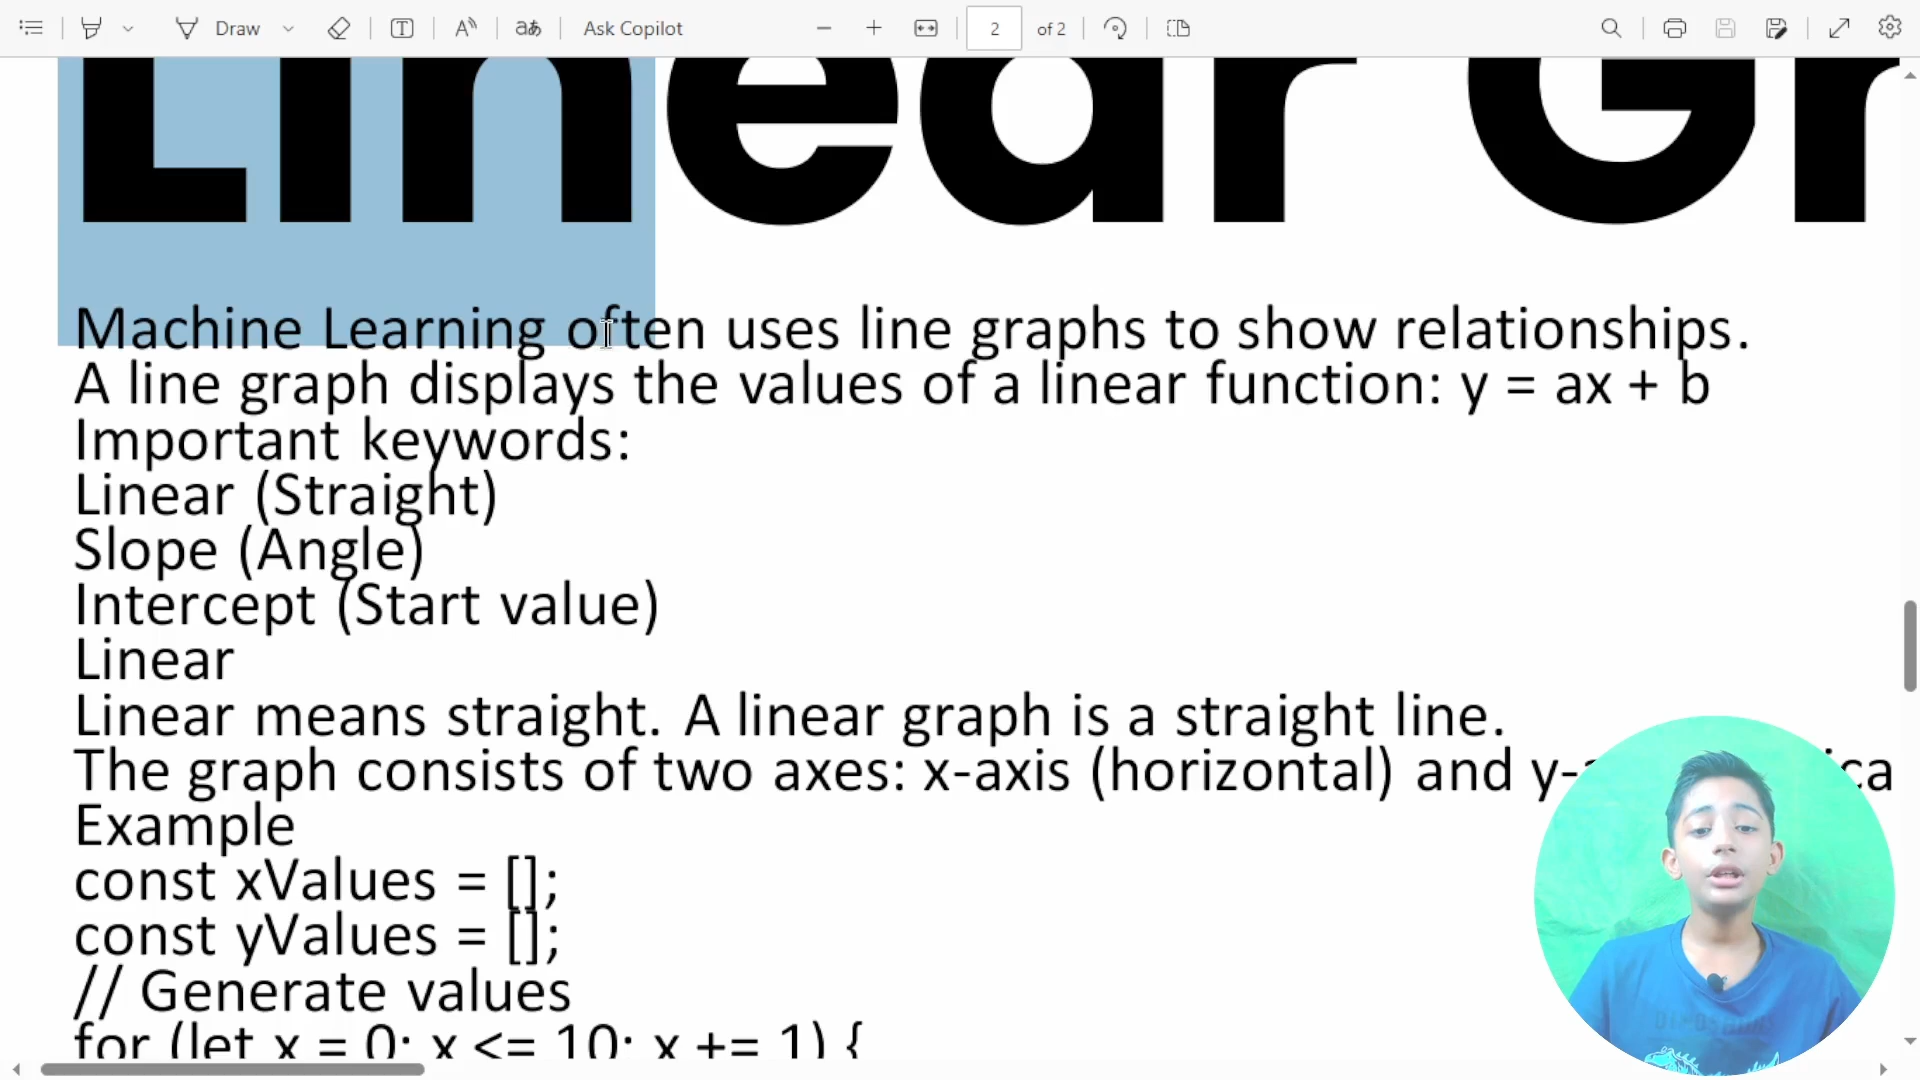 Draw
Ask Copilot
2 of 2
Linear Gr
Machine Learning often uses line graphs to show relationships.
A line graph displays the values of a linear function: y = ax + b
Important keywords:
Linear (Straight)
Slope (Angle)
Intercept (Start value)
Linear
Linear means straight. A linear graph is a straight line.
The graph consists of two axes: x-axis (horizontal) and
Example
const xValues = [];
const yValues = [];
// Generate values
for (let x = 0; x <= 10; x += 1) {